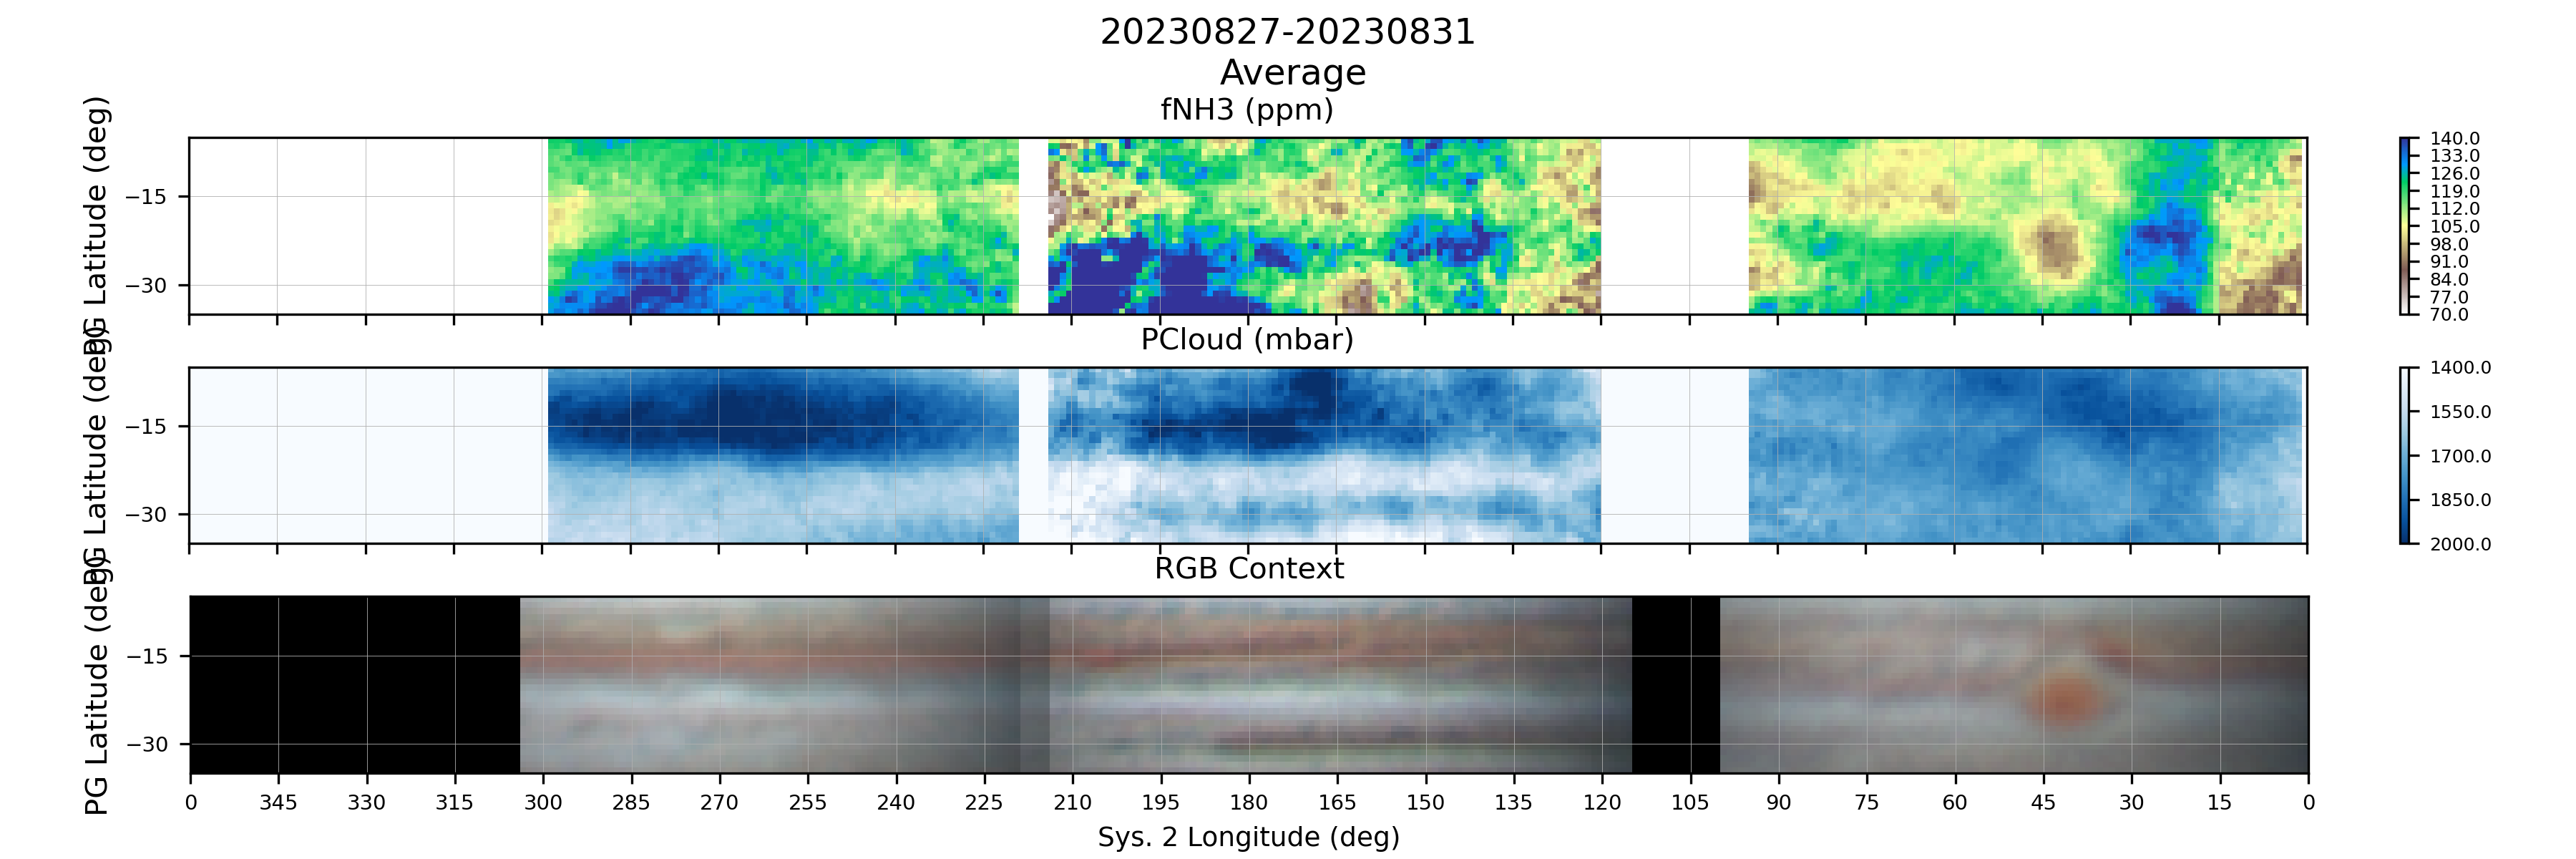 20230827-20230831
Average
fNH3 (ppm)
PG Latitude (deg)
−15
−30
140.0
133.0
126.0
119.0
112.0
105.0
98.0
91.0
84.0
77.0
70.0
PCloud (mbar)
PG Latitude (deg)
−15
−30
1400.0
1550.0
1700.0
1850.0
2000.0
RGB Context
PG Latitude (deg)
−15
−30
0 345 330 315 300 285 270 255 240 225 210 195 180 165 150 135 120 105 90 75 60 45 30 15 0
Sys. 2 Longitude (deg)